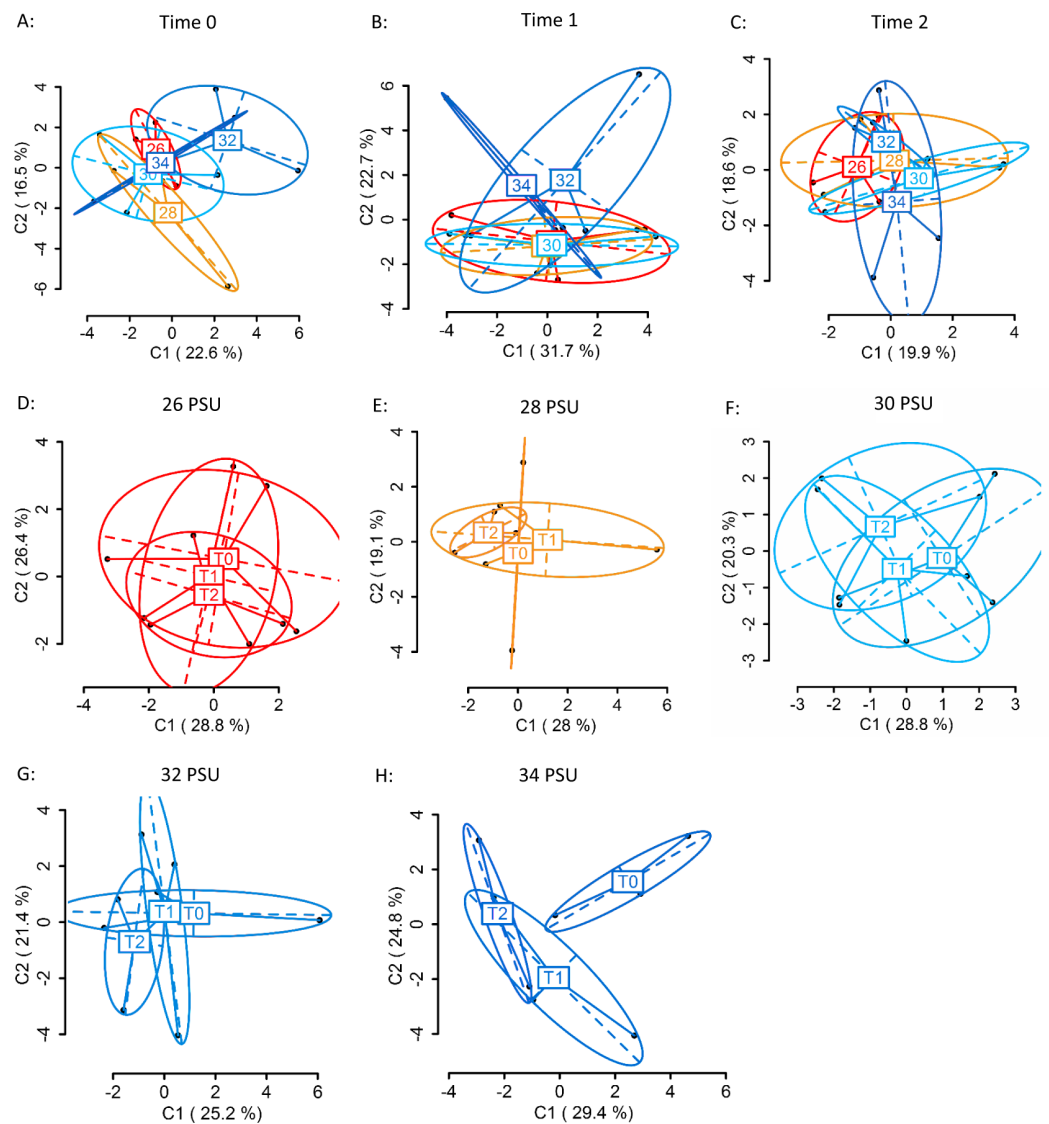 A: Time 0
B: Time 1
C: Time 2
C2 ( 16.5 %)
4
2
0
-2
-4
-6
26
34
32
28
-4 -2 0 2 4 6
C1 ( 22.6 %)
C2 ( 22.7 %)
6
4
2
0
-2
-4
34
32
30
-4 -2 0 2 4
C1 ( 31.7 %)
C2 ( 18.6 %)
4
2
0
-2
-4
32
28
26
30
34
-2 0 2 4
C1 ( 19.9 %)
D: 26 PSU
E: 28 PSU
F: 30 PSU
C2 ( 26.4 %)
4
2
0
-2
T0
T1
T2
-4 -2 0 2
C1 ( 28.8 %)
C2 ( 19.1 %)
4
2
0
-2
-4
T2
T1
T0
-2 0 2 4 6
C1 ( 28 %)
C2 ( 20.3 %)
3
2
1
0
-1
-2
-3
T2
T0
T1
-3 -2 -1 0 1 2 3
C1 ( 28.8 %)
G: 32 PSU
H: 34 PSU
C2 ( 21.4 %)
4
2
0
-2
-4
T1
T0
T2
-2 0 2 4 6
C1 ( 25.2 %)
C2 ( 24.8 %)
4
2
0
-2
-4
T0
T2
T1
-4 -2 0 2 4 6
C1 ( 29.4 %)